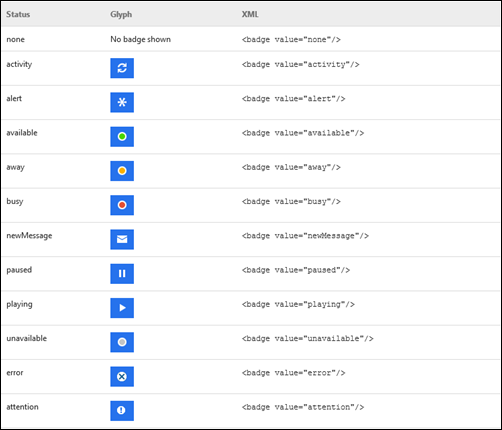 Status Glyph XML
none No badge shown <badge value="none"/>
activity <badge value="activity"/>
alert <badge value="alert"/>
available <badge value="available"/>
away <badge value="away"/>
busy <badge value="busy"/>
newMessage <badge value="newMessage"/>
paused <badge value="paused"/>
playing <badge value="playing"/>
unavailable <badge value="unavailable"/>
error <badge value="error"/>
attention <badge value="attention"/>